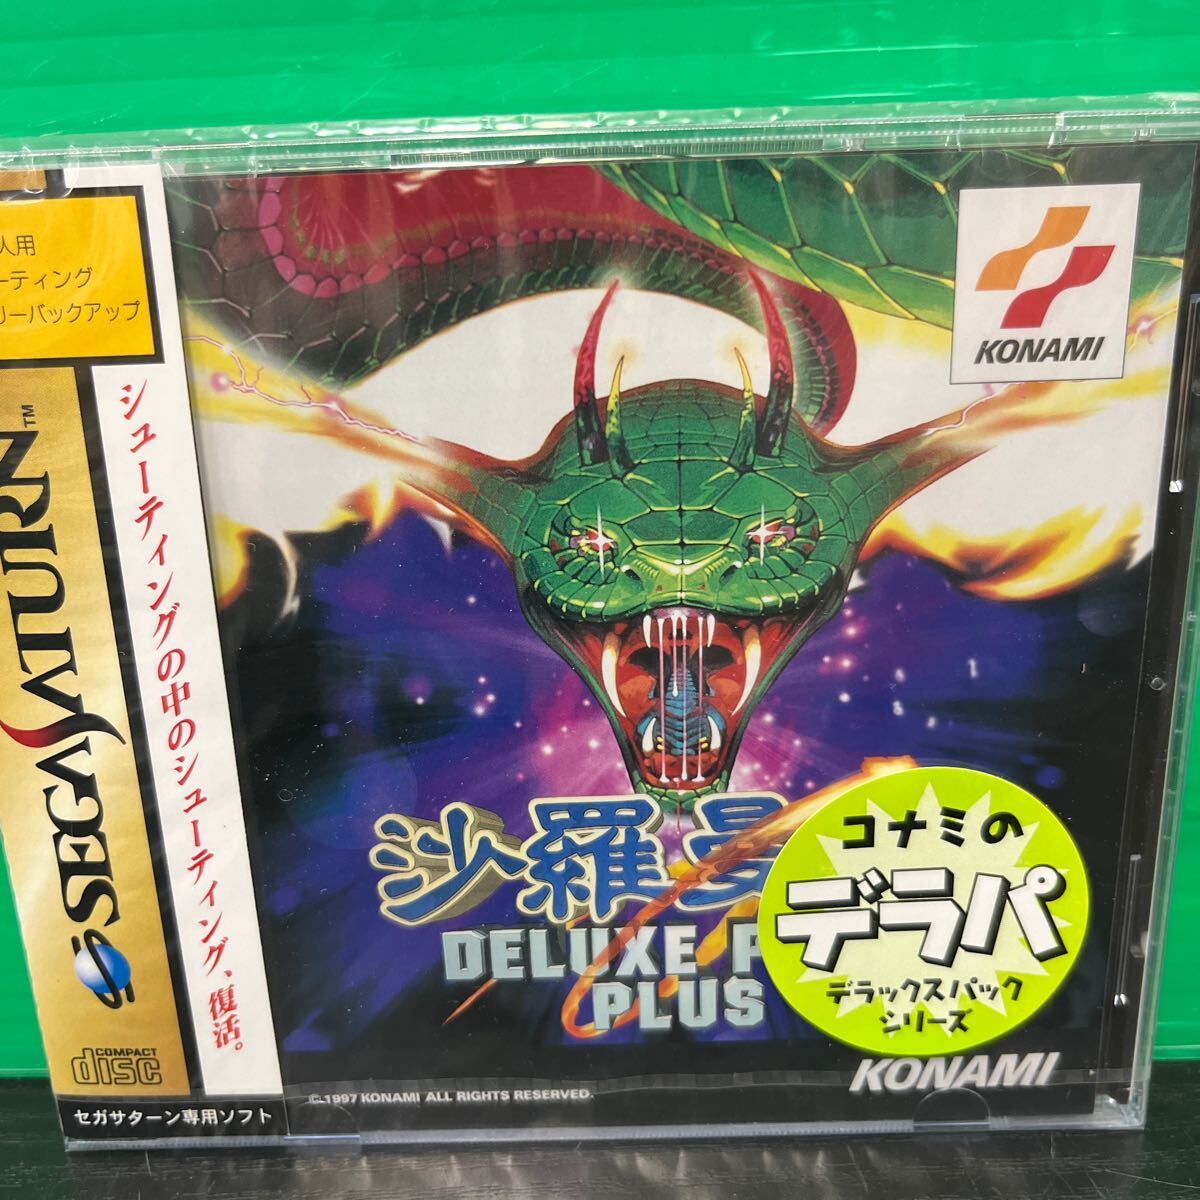 人用
ーティング
リーバックアップ
SEGA SATURN™
シューティングの中のシューティング、復活。
COMPACT
disc
セガサターン専用ソフト
KONAMI
沙羅曼
DELUXE P
PLUS
コナミの
デラパ
デラックスパック
シリーズ
KONAMI
©1997 KONAMI ALL RIGHTS RESERVED.